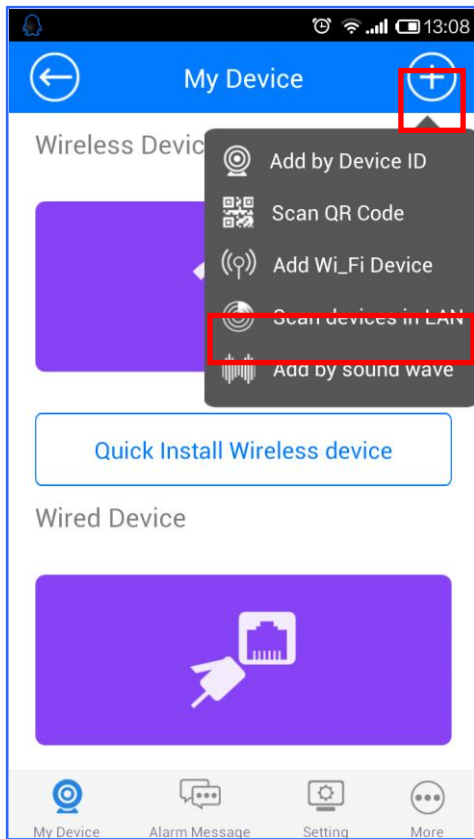 13:08
My Device
Wireless Devic
Add by Device ID
Scan QR Code
Add Wi_Fi Device
Scan devices in LAN
Add by sound wave
Quick Install Wireless device
Wired Device
My Device Alarm Message Setting More